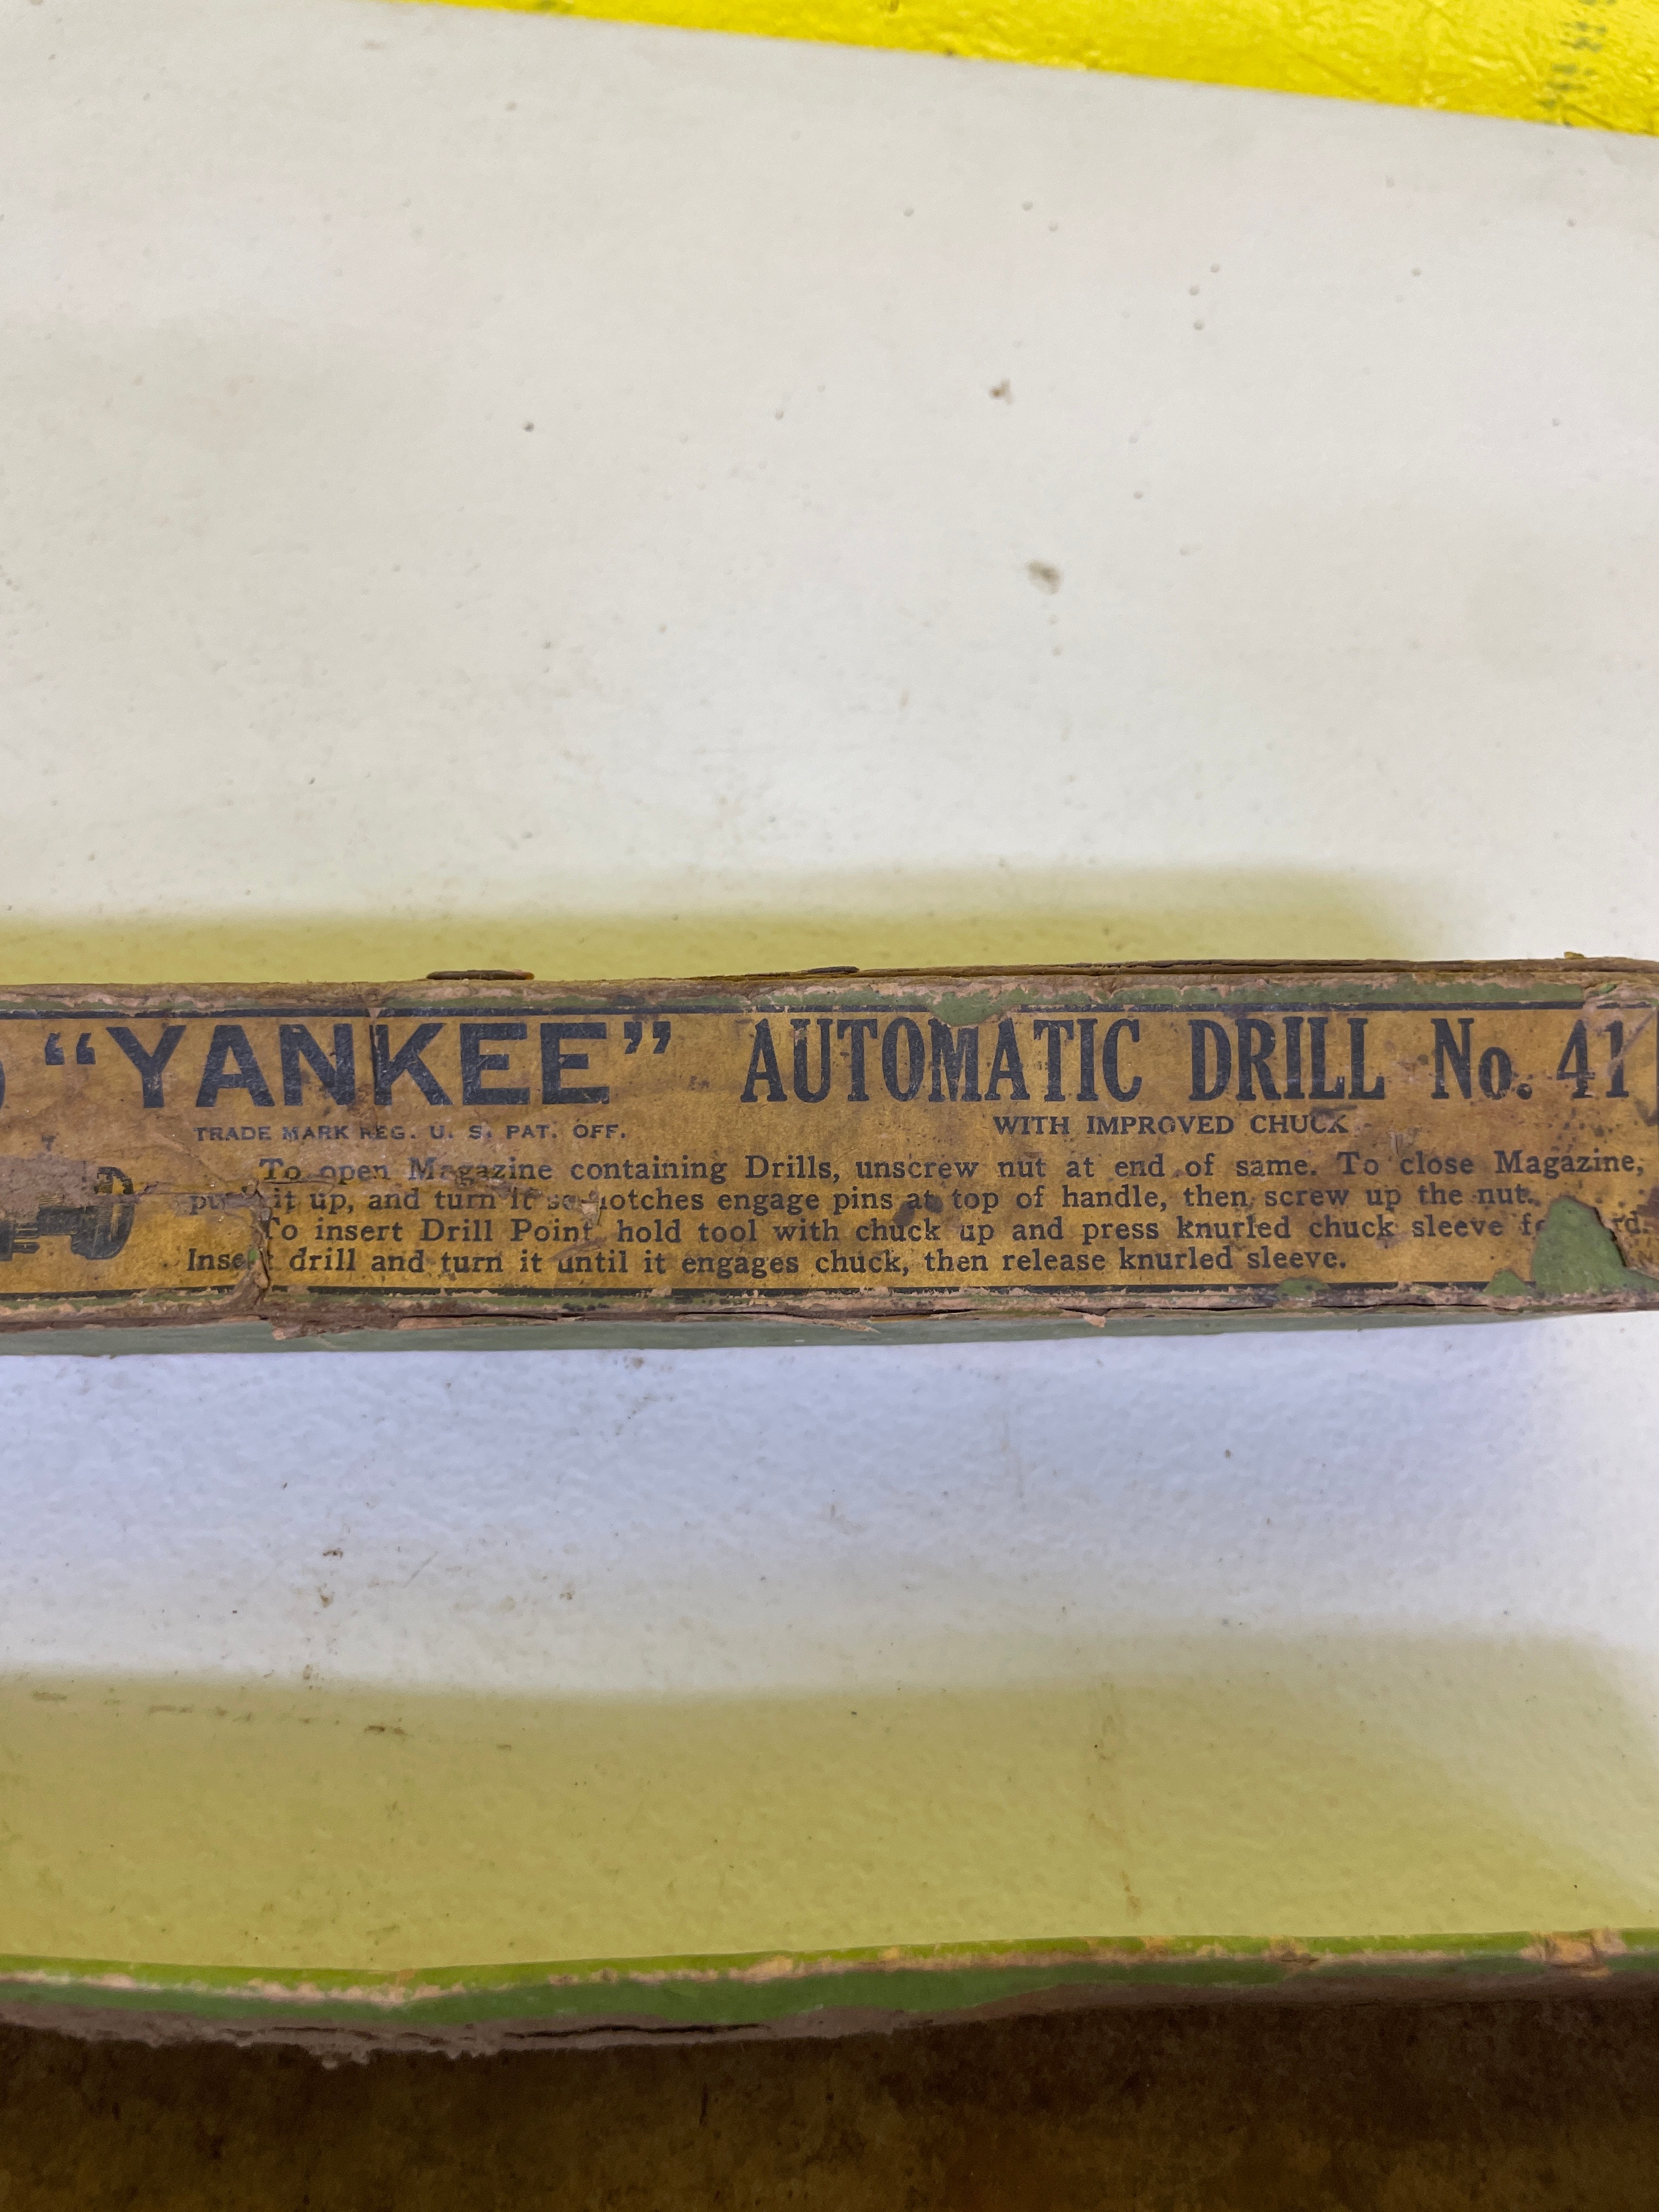 “YANKEE” AUTOMATIC DRILL No. 41
TRADE MARK REG. U. S. PAT. OFF. WITH IMPROVED CHUCK
To open Magazine containing Drills, unscrew nut at end of same. To close Magazine,
it up, and turn it so notches engage pins at top of handle, then screw up the nut.
To insert Drill Point hold tool with chuck up and press knurled chuck sleeve
Insert drill and turn it until it engages chuck, then release knurled sleeve.